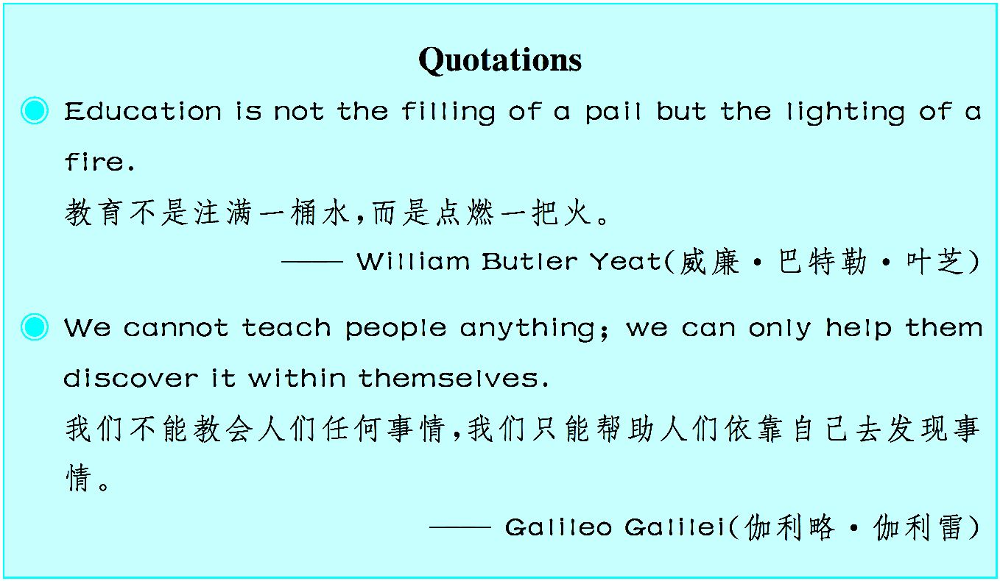 Quotations
Education is not the filling of a pail but the lighting of a
fire.
教育不是注满一桶水,而是点燃一把火。
—— William Butler Yeat(威廉·巴特勒·叶芝)
We cannot teach people anything; we can only help them
discover it within themselves.
我们不能教会人们任何事情,我们只能帮助人们依靠自己去发现事
情。
—— Galileo Galilei(伽利略·伽利雷)